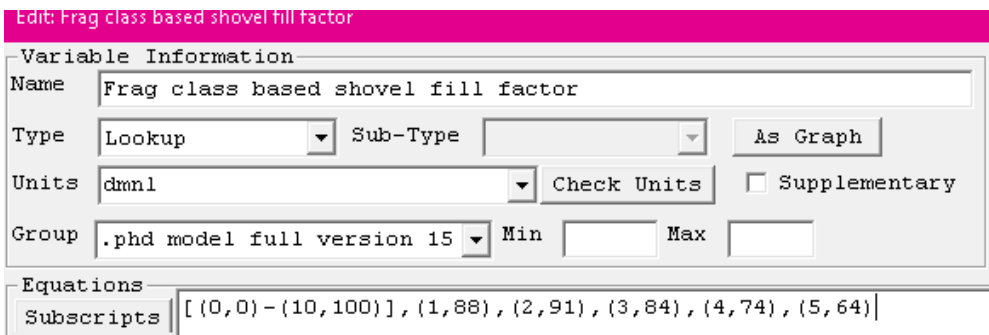 Edit: Frag class based shovel fill factor
Variable Information
Name Frag class based shovel fill factor
Type Lookup Sub-Type As Graph
Units dmnl Check Units Supplementary
Group .phd model full version 15 Min Max
Equations
Subscripts [(0,0)-(10,100)],(1,88),(2,91),(3,84),(4,74),(5,64)